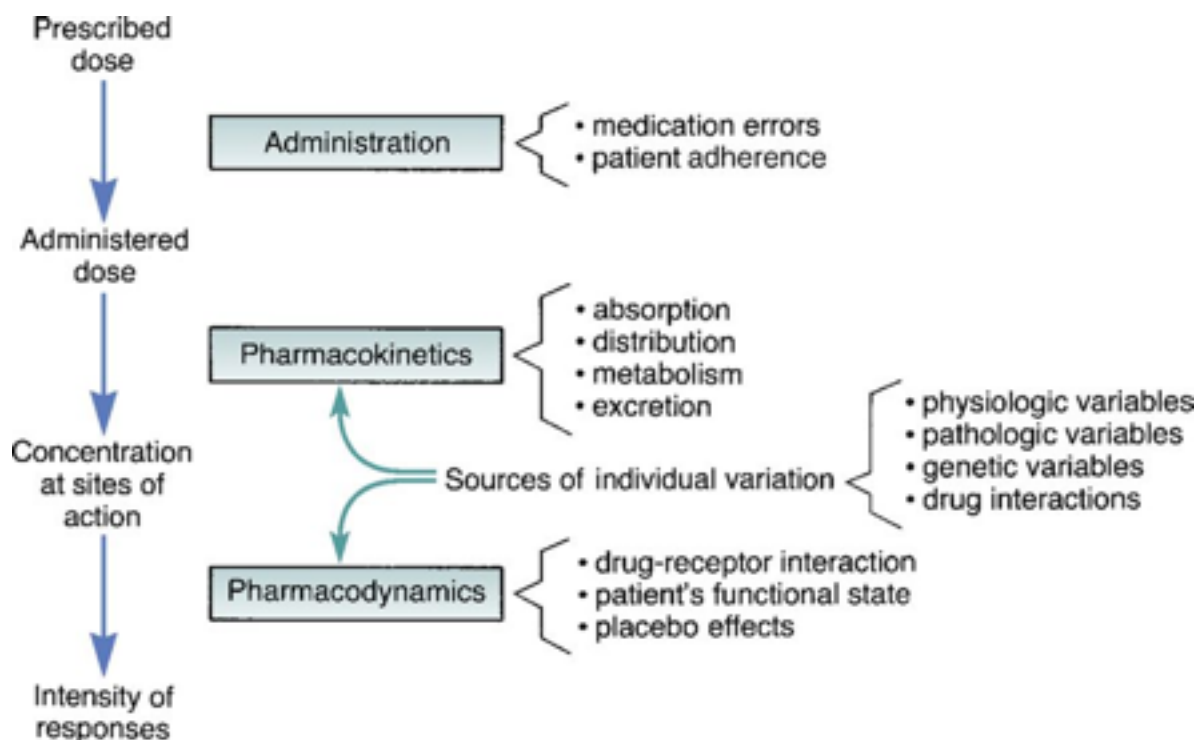 Prescribed
dose
Administration
• medication errors
• patient adherence
Administered
dose
Pharmacokinetics
• absorption
• distribution
• metabolism
• excretion
Concentration
at sites of
action
Sources of individual variation
• physiologic variables
• pathologic variables
• genetic variables
• drug interactions
Pharmacodynamics
• drug-receptor interaction
• patient's functional state
• placebo effects
Intensity of
responses